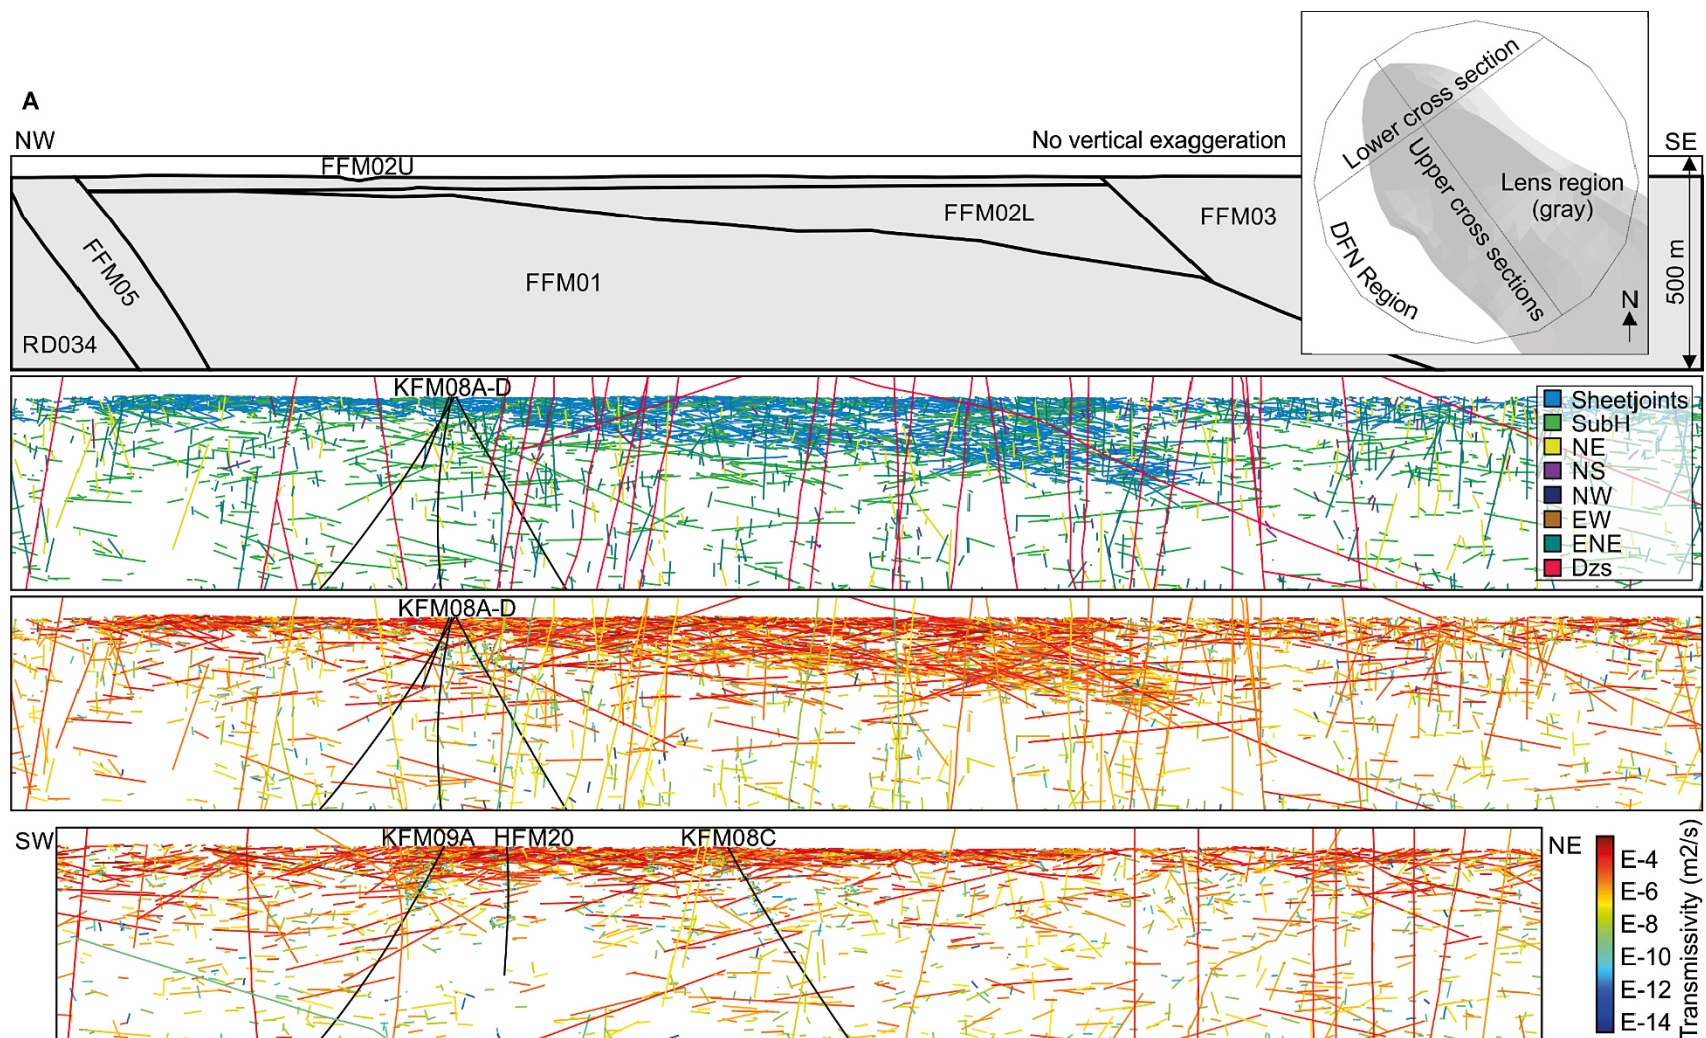 A
NW
No vertical exaggeration
SE
FFM02U
FFM02L
FFM03
FFM05
FFM01
RD034
500 m
Lower cross section
Upper cross sections
Lens region
(gray)
DFN Region
N
KFM08A-D
Sheetjoints
SubH
NE
NS
NW
EW
ENE
Dzs
KFM08A-D
SW
KFM09A
HFM20
KFM08C
NE
E-4
E-6
E-8
E-10
E-12
E-14
Transmissivity (m2/s)